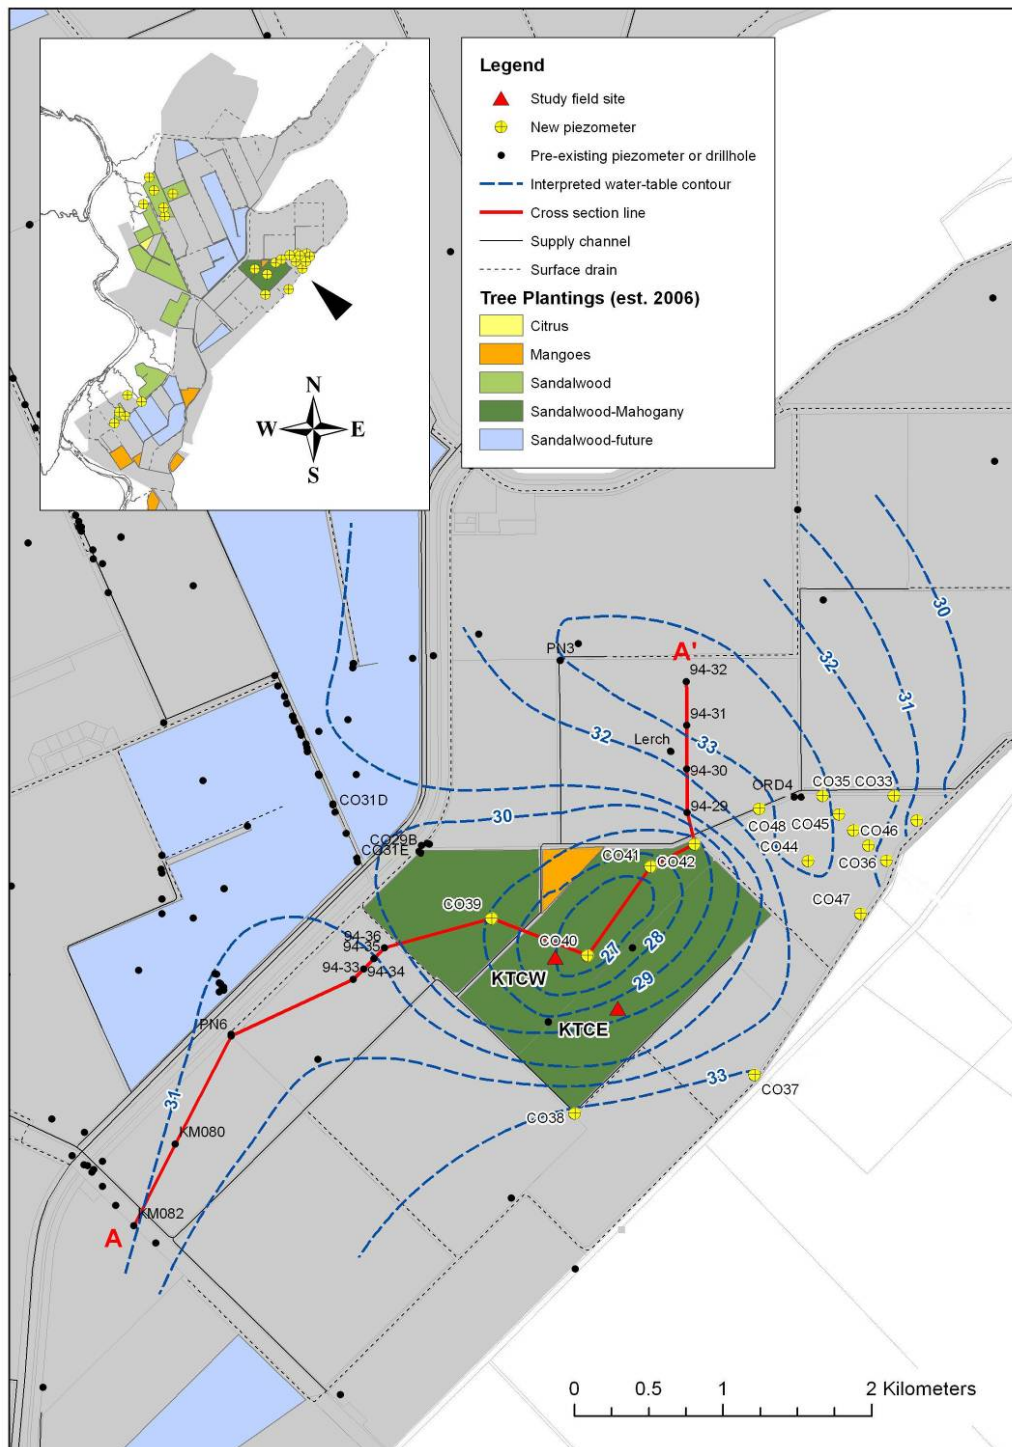 Legend
Study field site
New piezometer
Pre-existing piezometer or drillhole
Interpreted water-table contour
Cross section line
Supply channel
Surface drain
Tree Plantings (est. 2006)
Citrus
Mangoes
Sandalwood
Sandalwood-Mahogany
Sandalwood-future
N
W E
S
30
32
31
PN3
A'
94-32
94-31
32
33
Lerch
94-30
ORD4
CO35
CO33
CO31D
94-29
30
CO48
CO45
CO46
CO29B
CO31E
CO41
CO42
CO44
CO36
CO39
CO47
94-36
94-35
CO40
27
28
94-33
94-34
KTCW
29
PN6
KTCE
31
33
CO37
CO38
KM080
KM082
A
0 0.5 1 2 Kilometers